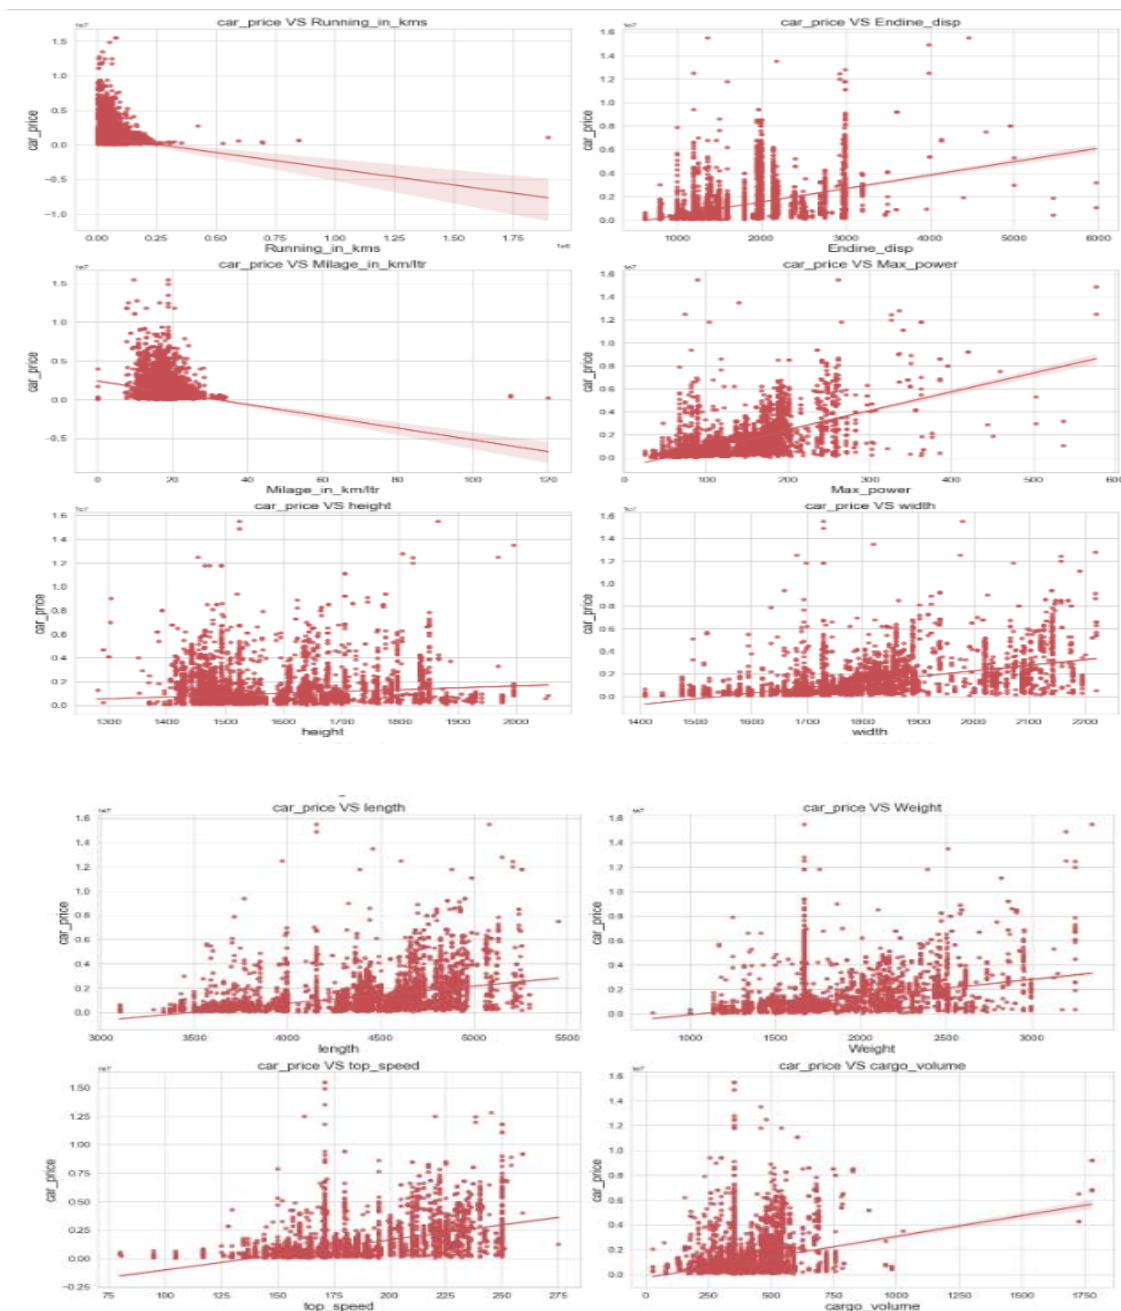 car_price VS Running_in_kms
1e7
1.5
1.0
0.5
0.0
−0.5
−1.0
car_price
0.00 0.25 0.50 0.75 1.00 1.25 1.50 1.75
1e6
Running_in_kms
car_price VS Endine_disp
1e7
1.6
1.4
1.2
1.0
0.8
0.6
0.4
0.2
0.0
car_price
1000 2000 3000 4000 5000 6000
Endine_disp
car_price VS Milage_in_km/ltr
1e7
1.5
1.0
0.5
0.0
−0.5
car_price
0 20 40 60 80 100 120
Milage_in_km/ltr
car_price VS Max_power
1e7
1.6
1.4
1.2
1.0
0.8
0.6
0.4
0.2
0.0
car_price
0 100 200 300 400 500 600
Max_power
car_price VS height
1e7
1.6
1.4
1.2
1.0
0.8
0.6
0.4
0.2
0.0
car_price
1300 1400 1500 1600 1700 1800 1900 2000
height
car_price VS width
1e7
1.6
1.4
1.2
1.0
0.8
0.6
0.4
0.2
0.0
car_price
1400 1500 1600 1700 1800 1900 2000 2100 2200
width
car_price VS length
1e7
1.6
1.4
1.2
1.0
0.8
0.6
0.4
0.2
0.0
car_price
3000 3500 4000 4500 5000 5500
length
car_price VS Weight
1e7
1.6
1.4
1.2
1.0
0.8
0.6
0.4
0.2
0.0
car_price
1000 1500 2000 2500 3000
Weight
car_price VS top_speed
1e7
1.50
1.25
1.00
0.75
0.50
0.25
0.00
−0.25
car_price
75 100 125 150 175 200 225 250 275
top_speed
car_price VS cargo_volume
1e7
1.6
1.4
1.2
1.0
0.8
0.6
0.4
0.2
0.0
car_price
0 250 500 750 1000 1250 1500 1750
cargo_volume